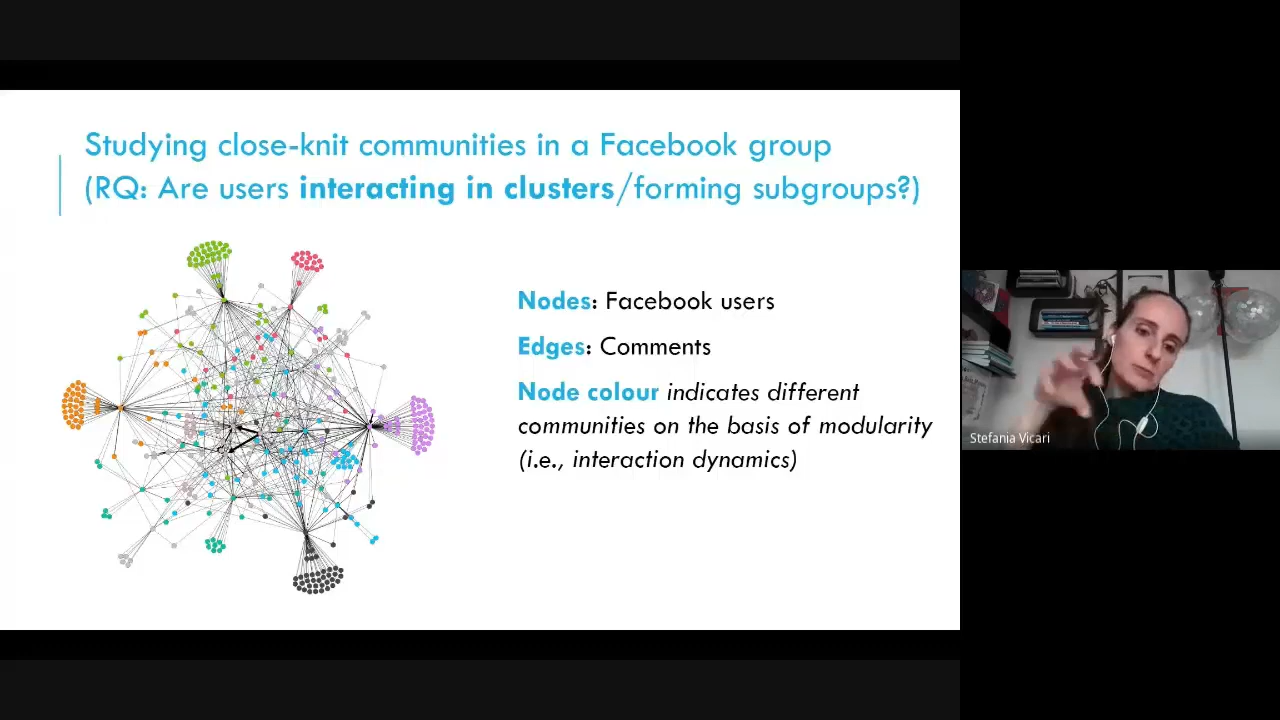 Studying close-knit communities in a Facebook group
(RQ: Are users interacting in clusters/forming subgroups?)
Nodes: Facebook users
Edges: Comments
Node colour indicates different
communities on the basis of modularity
(i.e., interaction dynamics)
Stefania Vicari